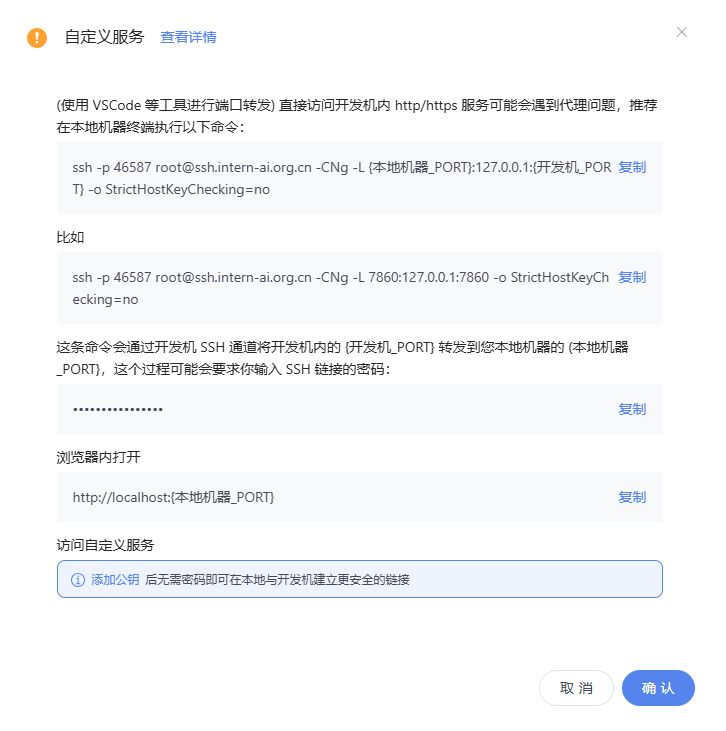 自定义服务 查看详情
(使用 VSCode 等工具进行端口转发) 直接访问开发机内 http/https 服务可能会遇到代理问题，推荐
在本地机器终端执行以下命令：
ssh -p 46587 root@ssh.intern-ai.org.cn -CNg -L {本地机器_PORT}:127.0.0.1:{开发机_POR 复制
T} -o StrictHostKeyChecking=no
比如
ssh -p 46587 root@ssh.intern-ai.org.cn -CNg -L 7860:127.0.0.1:7860 -o StrictHostKeyCh 复制
ecking=no
这条命令会通过开发机 SSH 通道将开发机内的 {开发机_PORT} 转发到您本地机器的 (本地机器
_PORT}，这个过程可能会要求你输入 SSH 链接的密码：
•••••••••••••••• 复制
浏览器内打开
http://localhost:{本地机器_PORT} 复制
访问自定义服务
添加公钥 后无需密码即可在本地与开发机建立更安全的链接
取 消 确 认